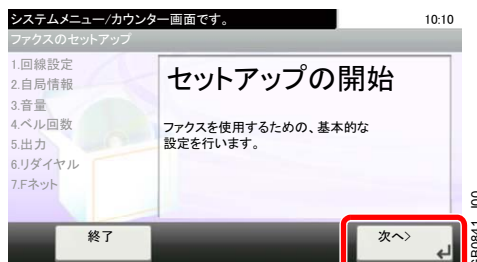 システムメニュー/カウンター画面です。
10:10
ファクスのセットアップ
1.回線設定
2.自局情報
3.音量
4.ベル回数
5.出力
6.リダイヤル
7.Fネット
セットアップの開始
ファクスを使用するための、基本的な
設定を行います。
終了
次へ>